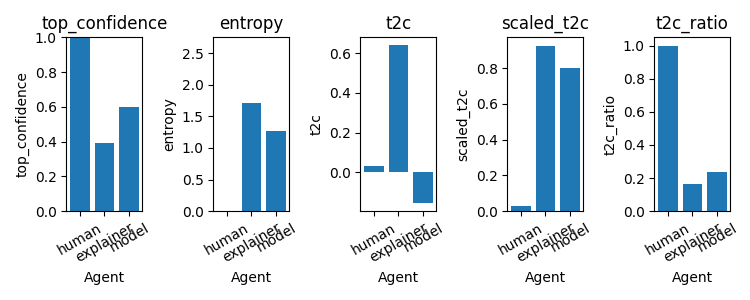 top_confidence
entropy
t2c
scaled_t2c
t2c_ratio
top_confidence
1.0
0.8
0.6
0.4
0.2
0.0
human
explainer
model
Agent
entropy
2.5
2.0
1.5
1.0
0.5
0.0
human
explainer
model
Agent
t2c
0.6
0.4
0.2
0.0
human
explainer
model
Agent
scaled_t2c
0.8
0.6
0.4
0.2
0.0
human
explainer
model
Agent
t2c_ratio
1.0
0.8
0.6
0.4
0.2
0.0
human
explainer
model
Agent